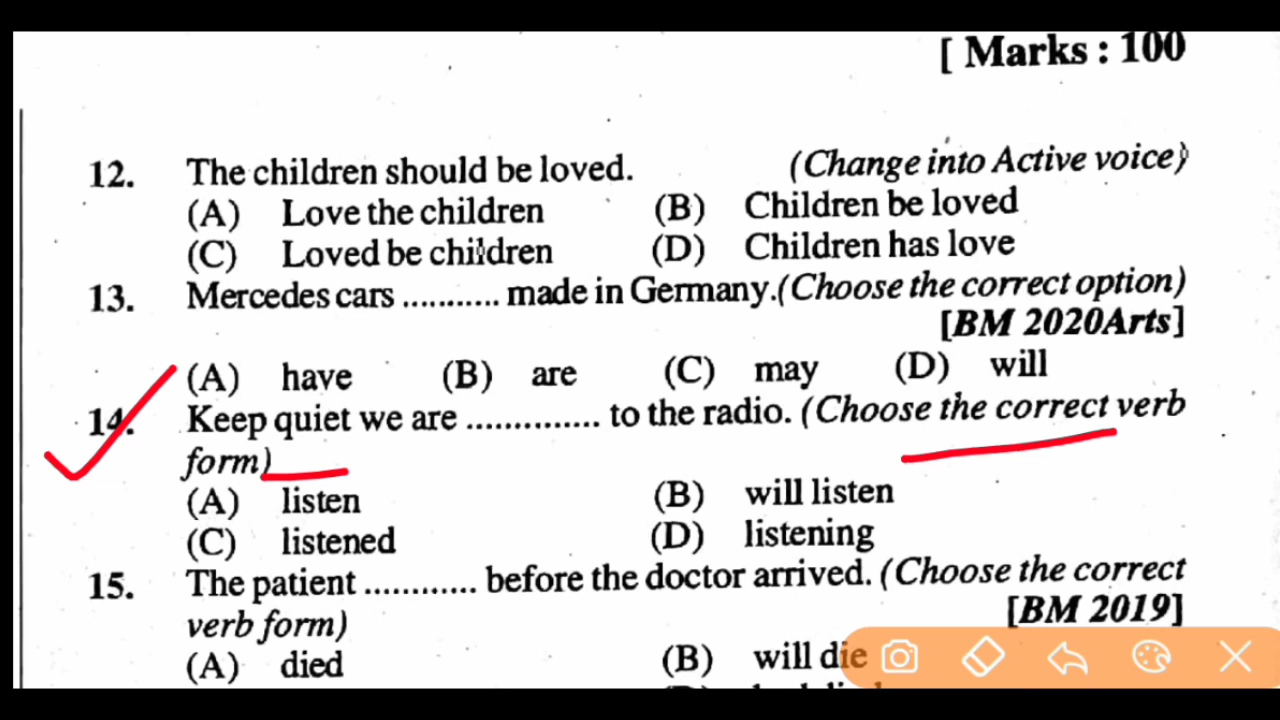 [ Marks : 100
12. The children should be loved. (Change into Active voice)
(A) Love the children (B) Children be loved
(C) Loved be children (D) Children has love
13. Mercedes cars ........... made in Germany.(Choose the correct option)
[BM 2020Arts]
(A) have (B) are (C) may (D) will
14. Keep quiet we are .............. to the radio. (Choose the correct verb
form)
(A) listen (B) will listen
(C) listened (D) listening
15. The patient ............ before the doctor arrived. (Choose the correct
verb form) [BM 2019]
(A) died (B) will die